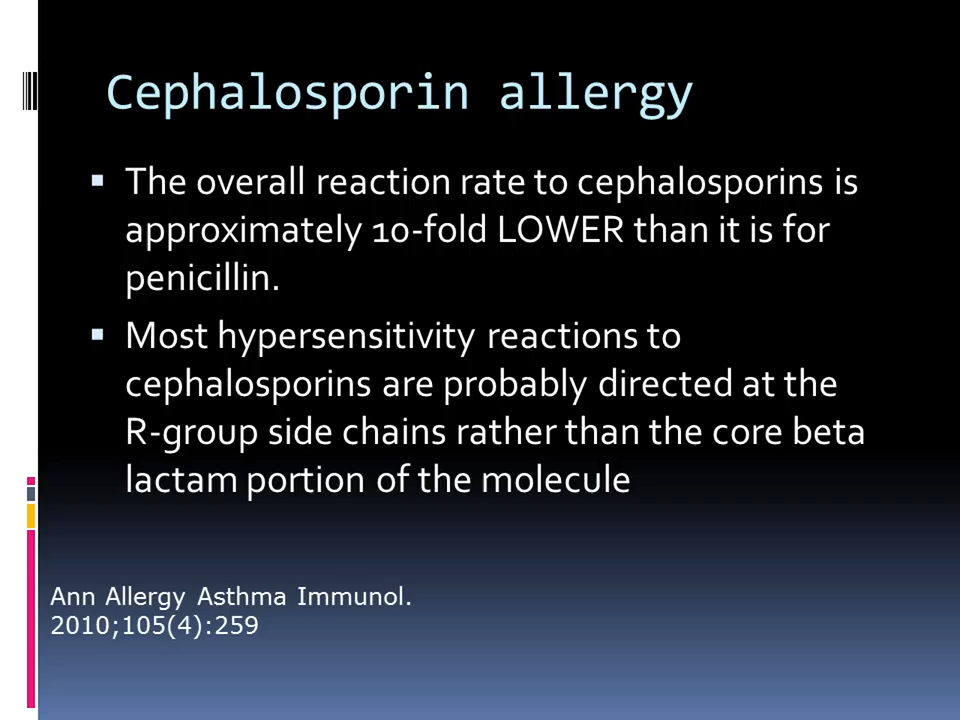 Cephalosporin allergy
▪ The overall reaction rate to cephalosporins is
approximately 10-fold LOWER than it is for
penicillin.
▪ Most hypersensitivity reactions to
cephalosporins are probably directed at the
R-group side chains rather than the core beta
lactam portion of the molecule
Ann Allergy Asthma Immunol.
2010;105(4):259